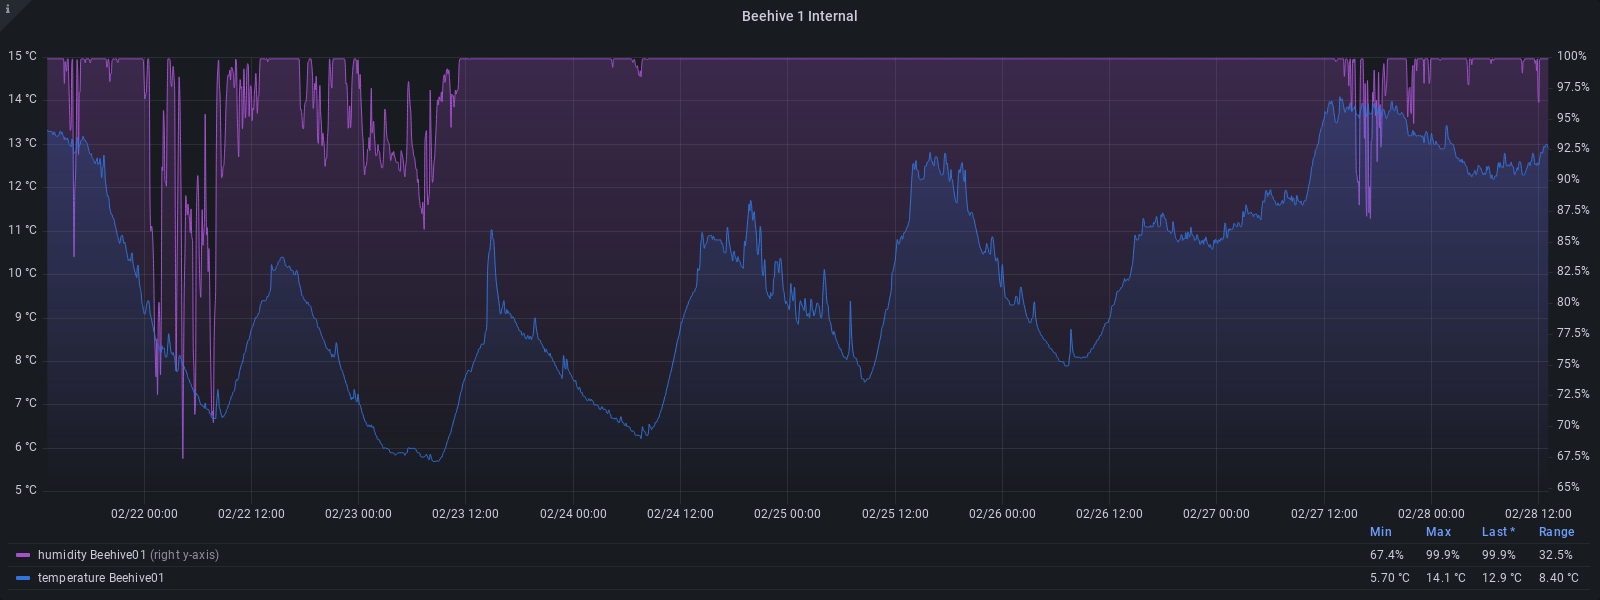 i
Beehive 1 Internal
15 °C
14 °C
13 °C
12 °C
11 °C
10 °C
9 °C
8 °C
7 °C
6 °C
5 °C
100%
97.5%
95%
92.5%
90%
87.5%
85%
82.5%
80%
77.5%
75%
72.5%
70%
67.5%
65%
02/22 00:00 02/22 12:00 02/23 00:00 02/23 12:00 02/24 00:00 02/24 12:00 02/25 00:00 02/25 12:00 02/26 00:00 02/26 12:00 02/27 00:00 02/27 12:00 02/28 00:00 02/28 12:00
Min Max Last * Range
humidity Beehive01 (right y-axis) 67.4% 99.9% 99.9% 32.5%
temperature Beehive01 5.70 °C 14.1 °C 12.9 °C 8.40 °C